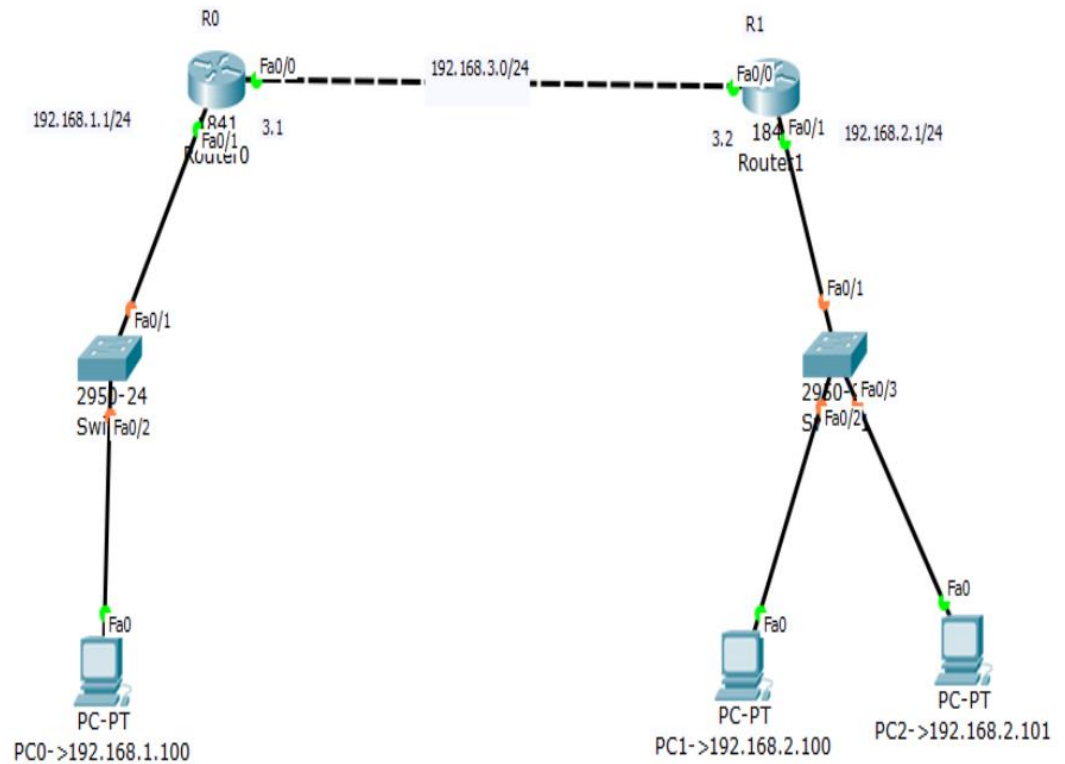 R0
R1
Fa0/0
192.168.3.0/24
Fa0/0
192.168.1.1/24
1841
3.1
Fa0/1
Router0
3.2
184
Fa0/1
192.168.2.1/24
Router1
Fa0/1
Fa0/1
2950-24
Fa0/2
Fa0/3
Fa0/2
Fa0
Fa0
Fa0
PC-PT
PC0->192.168.1.100
PC-PT
PC1->192.168.2.100
PC-PT
PC2->192.168.2.101